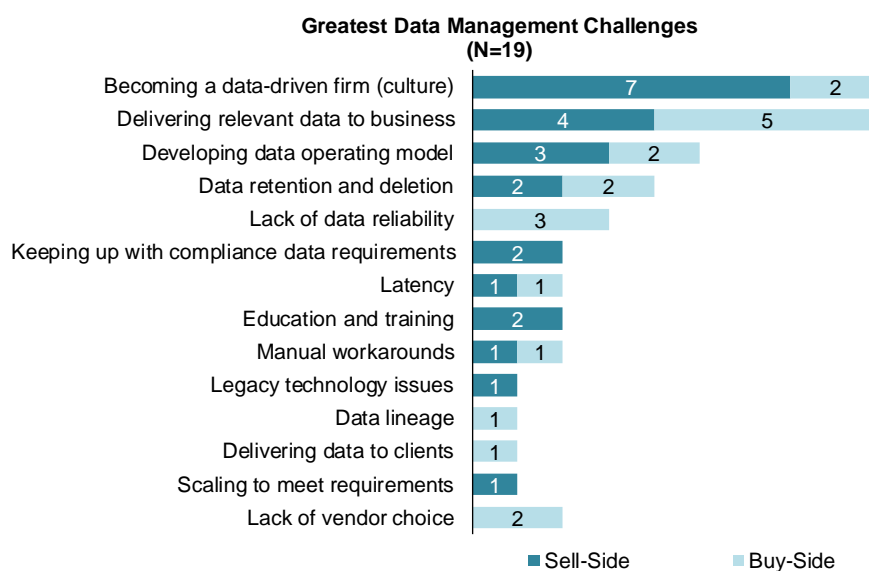 Greatest Data Management Challenges
(N=19)
Becoming a data-driven firm (culture) 7 2
Delivering relevant data to business 4 5
Developing data operating model 3 2
Data retention and deletion 2 2
Lack of data reliability 3
Keeping up with compliance data requirements 2
Latency 1 1
Education and training 2
Manual workarounds 1 1
Legacy technology issues 1
Data lineage 1
Delivering data to clients 1
Scaling to meet requirements 1
Lack of vendor choice 2
Sell-Side Buy-Side